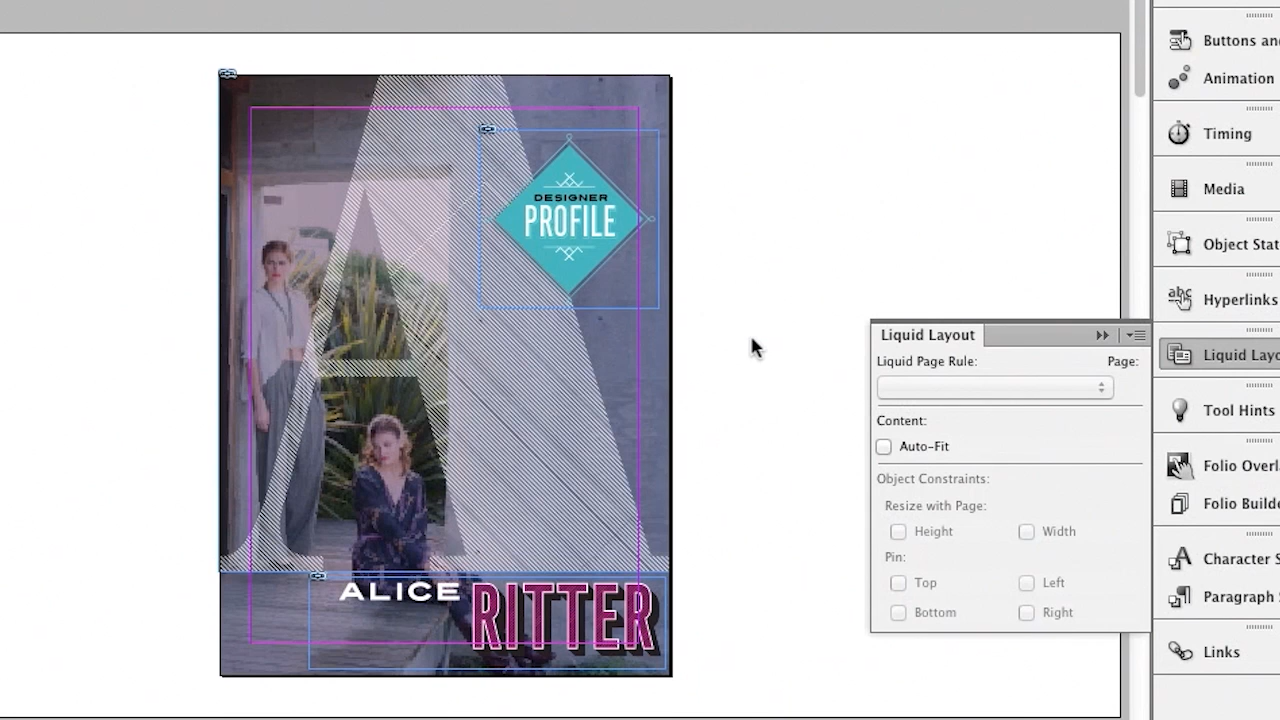 DESIGNER
PROFILE
ALICE RITTER
Liquid Layout
Liquid Page Rule: Page:
Content:
Auto-Fit
Object Constraints:
Resize with Page:
Height Width
Pin:
Top Left
Bottom Right
Buttons an
Animation
Timing
Media
Object Stat
Hyperlinks
Liquid Layo
Tool Hints
Folio Overl
Folio Builde
Character S
Paragraph S
Links